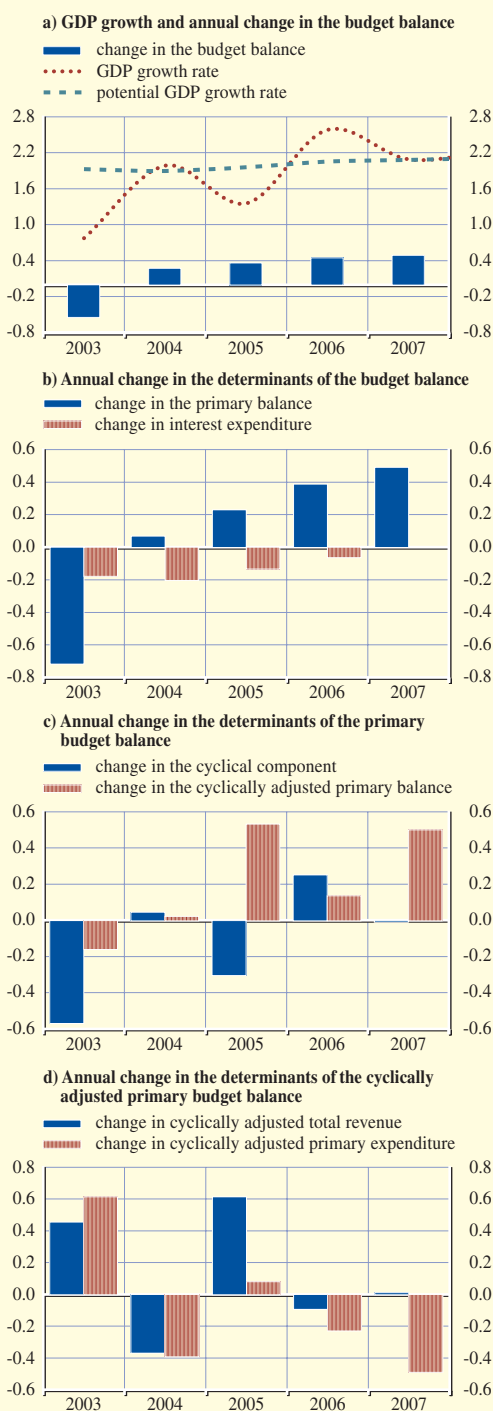 a) GDP growth and annual change in the budget balance
change in the budget balance
GDP growth rate
potential GDP growth rate
2.8 2.8
2.2 2.2
1.6 1.6
1.0 1.0
0.4 0.4
-0.2 -0.2
-0.8 -0.8
2003 2004 2005 2006 2007
b) Annual change in the determinants of the budget balance
change in the primary balance
change in interest expenditure
0.6 0.6
0.4 0.4
0.2 0.2
0.0 0.0
-0.2 -0.2
-0.4 -0.4
-0.6 -0.6
-0.8 -0.8
2003 2004 2005 2006 2007
c) Annual change in the determinants of the primary
budget balance
change in the cyclical component
change in the cyclically adjusted primary balance
0.6 0.6
0.4 0.4
0.2 0.2
0.0 0.0
-0.2 -0.2
-0.4 -0.4
-0.6 -0.6
2003 2004 2005 2006 2007
d) Annual change in the determinants of the cyclically
adjusted primary budget balance
change in cyclically adjusted total revenue
change in cyclically adjusted primary expenditure
0.8 0.8
0.6 0.6
0.4 0.4
0.2 0.2
0.0 0.0
-0.2 -0.2
-0.4 -0.4
-0.6 -0.6
2003 2004 2005 2006 2007